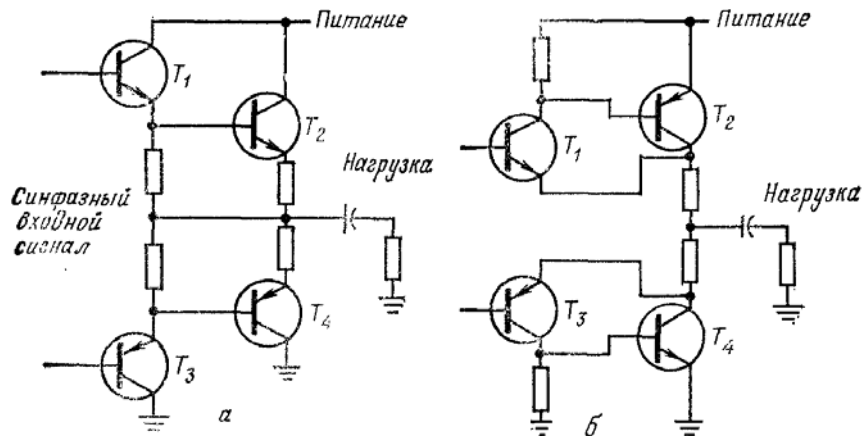 Питание
T1
T2
Нагрузка
Синфазный
входной
сигнал
T3
T4
а
Питание
T1
T2
Нагрузка
T3
T4
б